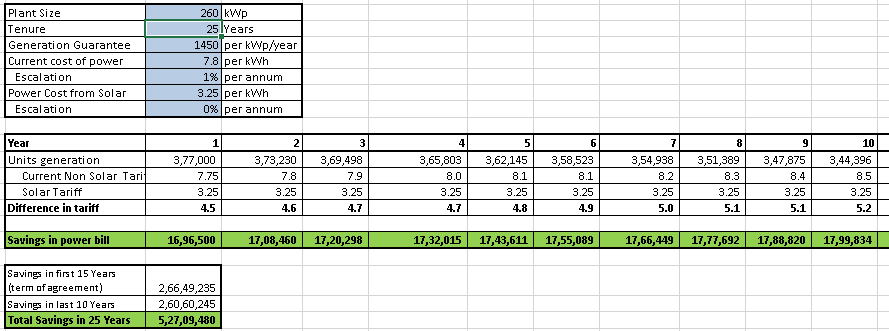 Plant Size 260 kWp
Tenure 25 Years
Generation Guarantee 1450 per kWp/year
Current cost of power 7.8 per kWh
Escalation 1% per annum
Power Cost from Solar 3.25 per kWh
Escalation 0% per annum
Year 1 2 3 4 5 6 7 8 9 10
Units generation 3,77,000 3,73,230 3,69,498 3,65,803 3,62,145 3,58,523 3,54,938 3,51,389 3,47,875 3,44,396
Current Non Solar Tari 7.75 7.8 7.9 8.0 8.1 8.1 8.2 8.3 8.4 8.5
Solar Tariff 3.25 3.25 3.25 3.25 3.25 3.25 3.25 3.25 3.25 3.25
Difference in tariff 4.5 4.6 4.7 4.7 4.8 4.9 5.0 5.1 5.1 5.2
Savings in power bill 16,96,500 17,08,460 17,20,298 17,32,015 17,43,611 17,55,089 17,66,449 17,77,692 17,88,820 17,99,834
Savings in first 15 Years
(term of agreement) 2,66,49,235
Savings in last 10 Years 2,60,60,245
Total Savings in 25 Years 5,27,09,480